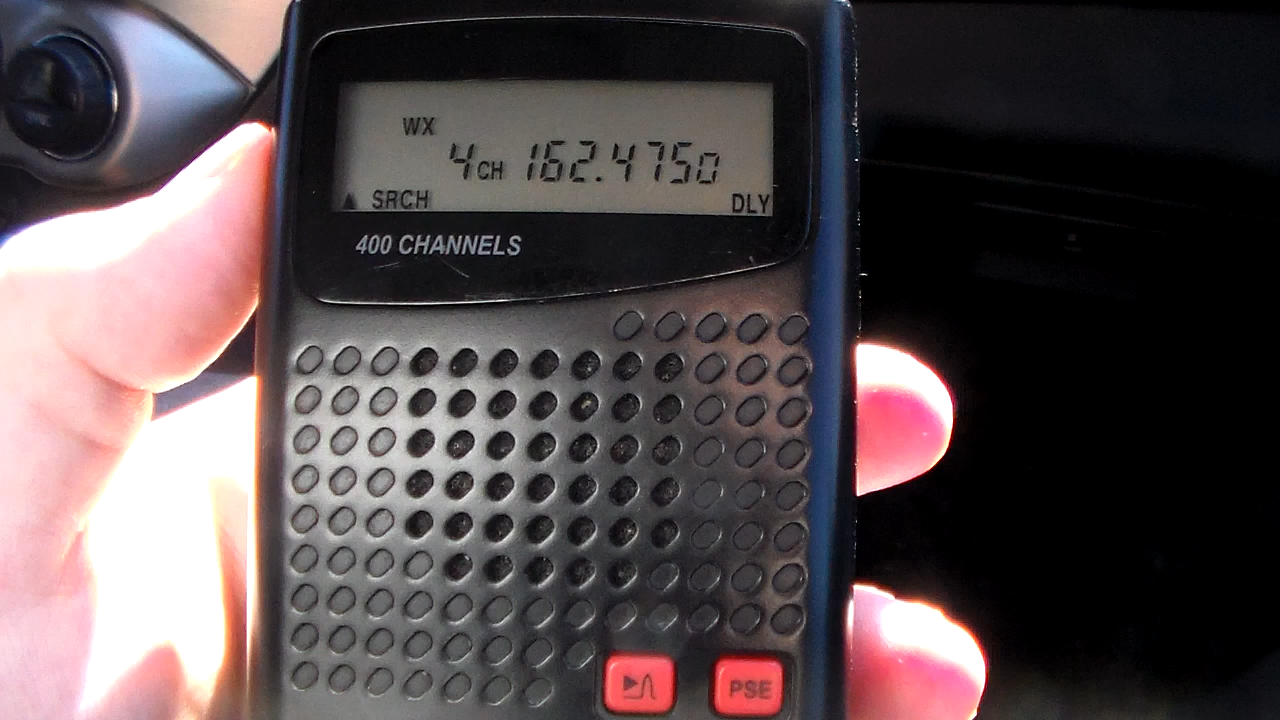 WX
4CH 162.4750
▲ SRCH DLY
400 CHANNELS
PSE